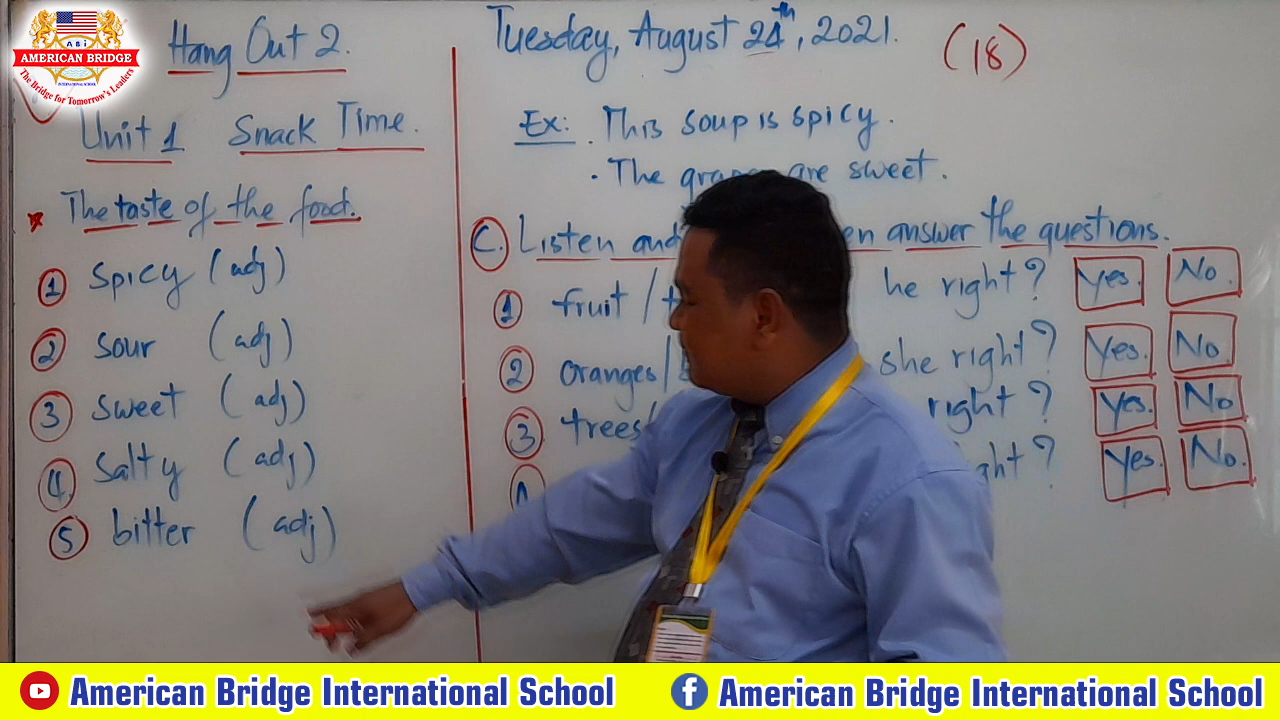 ABi
AMERICAN BRIDGE
INTERNATIONAL SCHOOL
The Bridge for Tomorrow's Leaders
Hang Out 2.
Unit 1 Snack Time.
* The taste of the food.
1 spicy (adj)
2 sour (adj)
3 sweet (adj)
4. salty (adj)
5 bitter (adj)
Tuesday, August 24th, 2021.
(18)
Ex: . This soup is spicy.
. The are sweet.
C. Listen and answer the questions.
1 fruit / he right? Yes. No.
2 oranges / she right? Yes. No.
3 trees right? Yes. No
right? Yes. No.
American Bridge International School
American Bridge International School